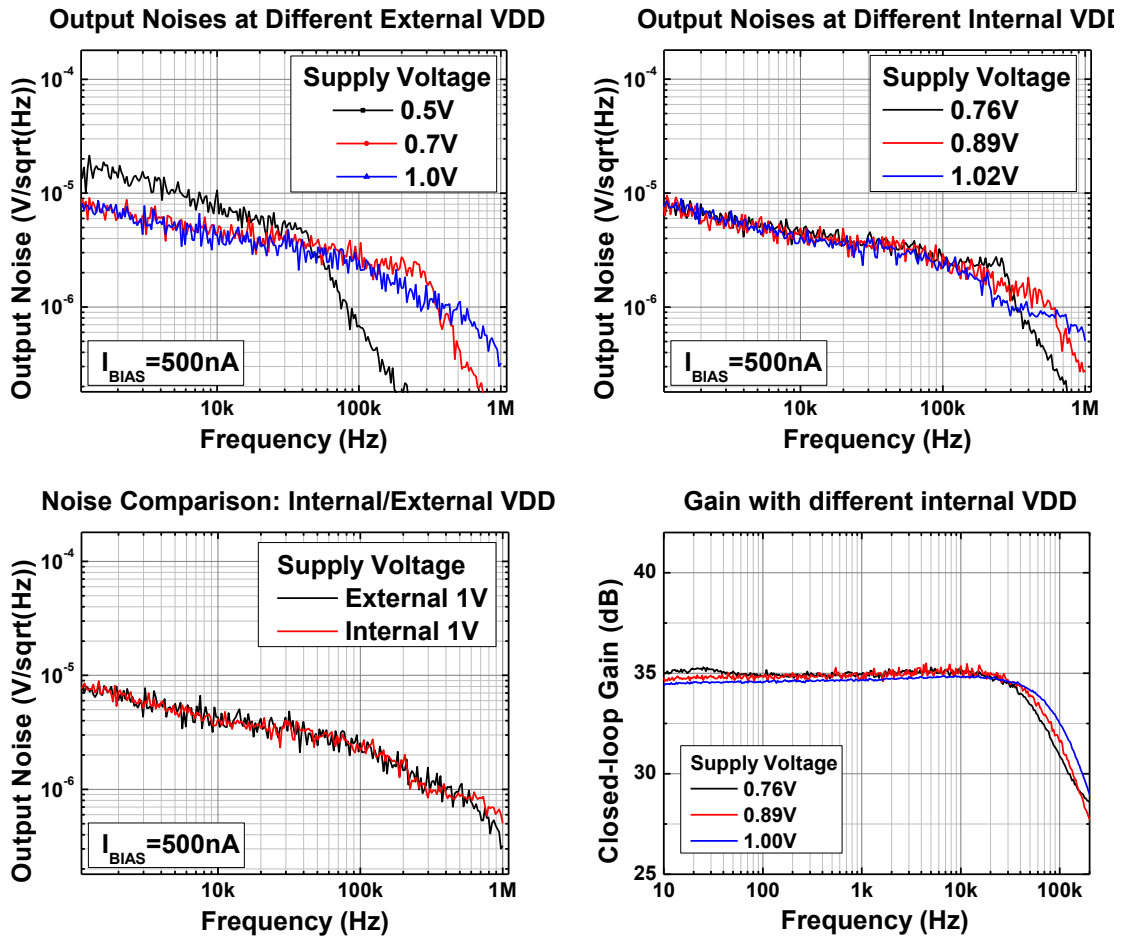 Output Noises at Different External VDD
Output Noise (V/sqrt(Hz))
10-4
10-5
10-6
Supply Voltage
0.5V
0.7V
1.0V
IBIAS=500nA
10k
100k
1M
Frequency (Hz)
Output Noises at Different Internal VDD
Output Noise (V/sqrt(Hz))
10-4
10-5
10-6
Supply Voltage
0.76V
0.89V
1.02V
IBIAS=500nA
10k
100k
1M
Frequency (Hz)
Noise Comparison: Internal/External VDD
Output Noise (V/sqrt(Hz))
10-4
10-5
10-6
Supply Voltage
External 1V
Internal 1V
IBIAS=500nA
10k
100k
1M
Frequency (Hz)
Gain with different internal VDD
Closed-loop Gain (dB)
40
35
30
25
Supply Voltage
0.76V
0.89V
1.00V
10
100
1k
10k
100k
Frequency (Hz)